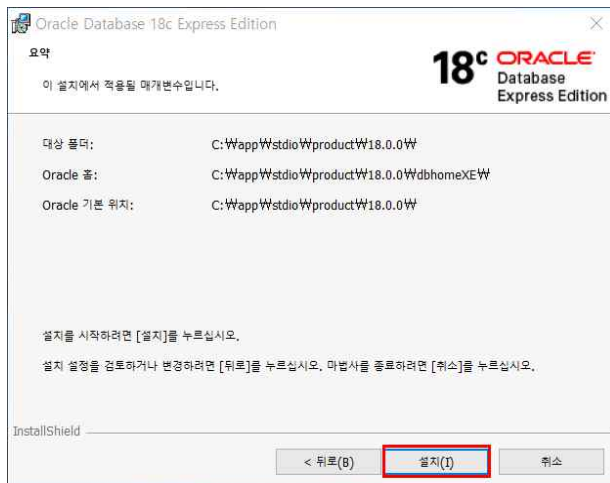 Oracle Database 18c Express Edition
요약
이 설치에서 적용될 매개변수입니다.
18c ORACLE
Database
Express Edition
대상 폴더: C:₩app₩stdio₩product₩18.0.0₩
Oracle 홈: C:₩app₩stdio₩product₩18.0.0₩dbhomeXE₩
Oracle 기본 위치: C:₩app₩stdio₩product₩18.0.0₩
설치를 시작하려면 [설치]를 누르십시오.
설치 설정을 검토하거나 변경하려면 [뒤로]를 누르십시오. 마법사를 종료하려면 [취소]를 누르십시오.
InstallShield
< 뒤로(B) 설치(I) 취소